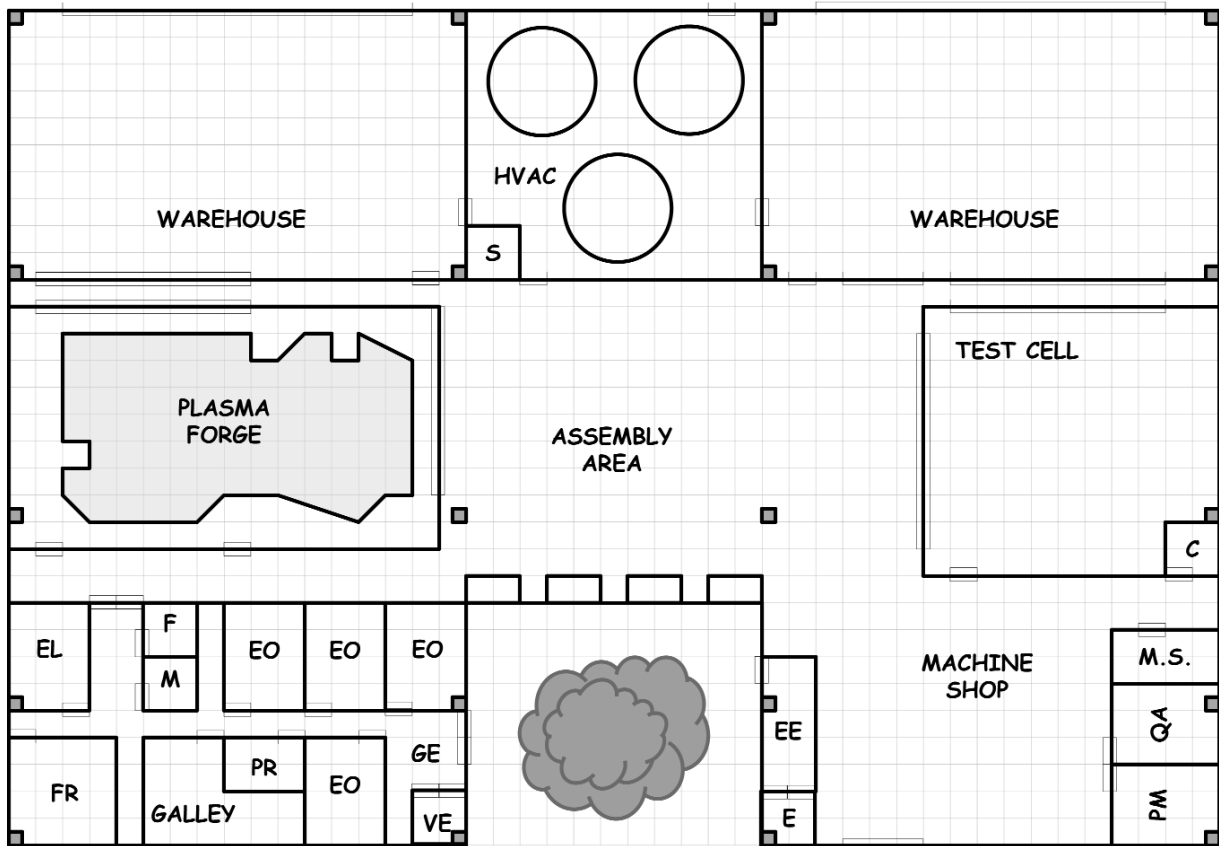 HVAC
WAREHOUSE
WAREHOUSE
S
TEST CELL
PLASMA
FORGE
ASSEMBLY
AREA
C
F
EL
EO
EO
EO
M
M.S.
MACHINE
SHOP
QA
EE
GE
PR
EO
FR
GALLEY
VE
E
PM